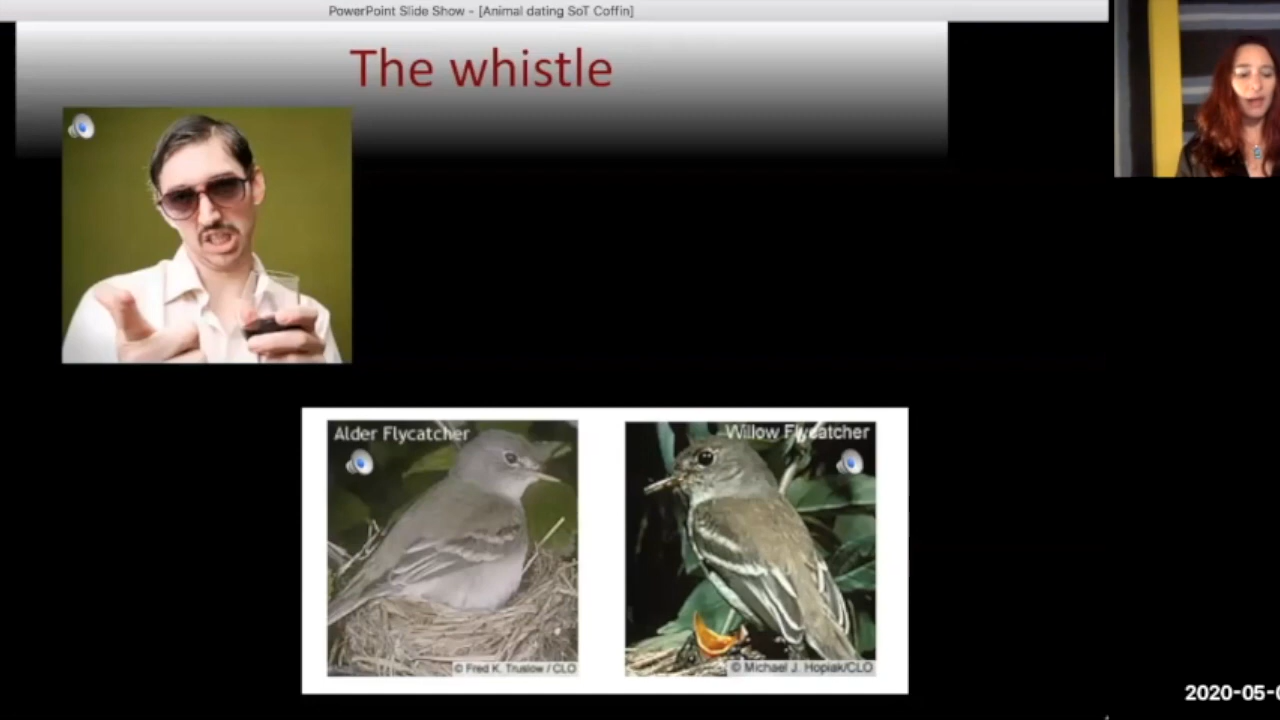 PowerPoint Slide Show - [Animal dating SoT Coffin]
The whistle
Alder Flycatcher
Willow Flycatcher
© Fred K. Truslow / CLO
© Michael J. Hopiak/CLO
2020-05-0